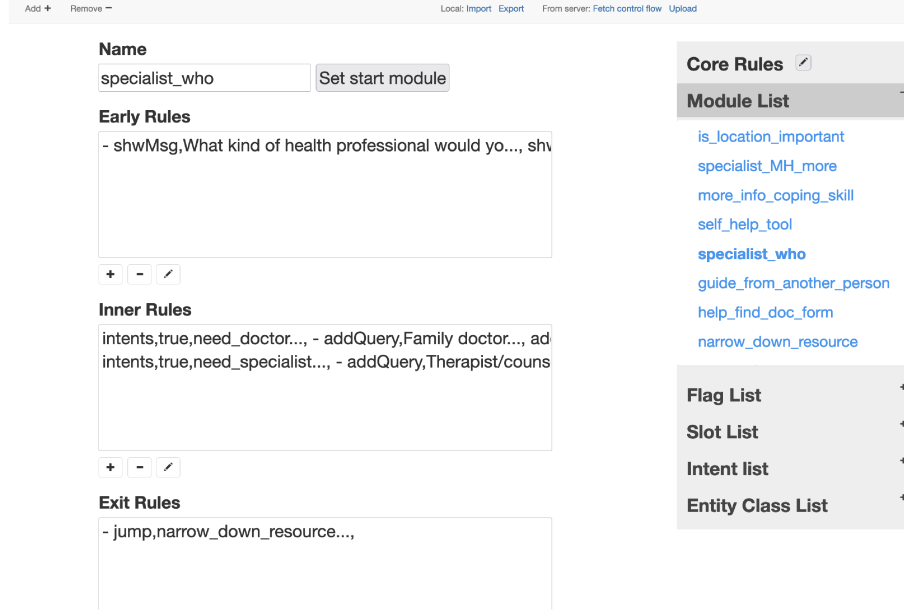 Add + Remove − Local: Import Export From server: Fetch control flow Upload
Name
specialist_who Set start module
Early Rules
- shwMsg,What kind of health professional would yo..., shw
Inner Rules
intents,true,need_doctor..., - addQuery,Family doctor..., ad
intents,true,need_specialist..., - addQuery,Therapist/couns
Exit Rules
- jump,narrow_down_resource...,
Core Rules
Module List
is_location_important
specialist_MH_more
more_info_coping_skill
self_help_tool
specialist_who
guide_from_another_person
help_find_doc_form
narrow_down_resource
Flag List
Slot List
Intent list
Entity Class List